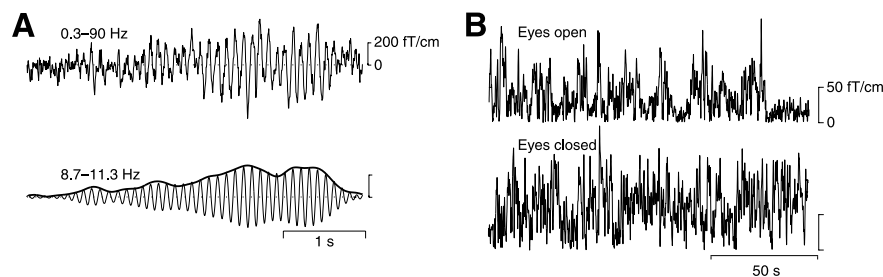 A
0.3–90 Hz
200 fT/cm
0
8.7–11.3 Hz
1 s
B
Eyes open
50 fT/cm
0
Eyes closed
50 s